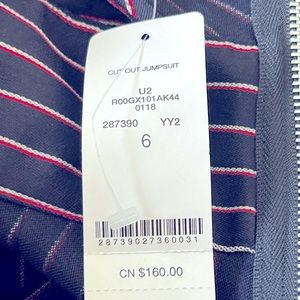 CUT OUT JUMPSUIT
U2
R00GX101AK44
0118
287390 YY2
6
28739027360031
CN $160.00